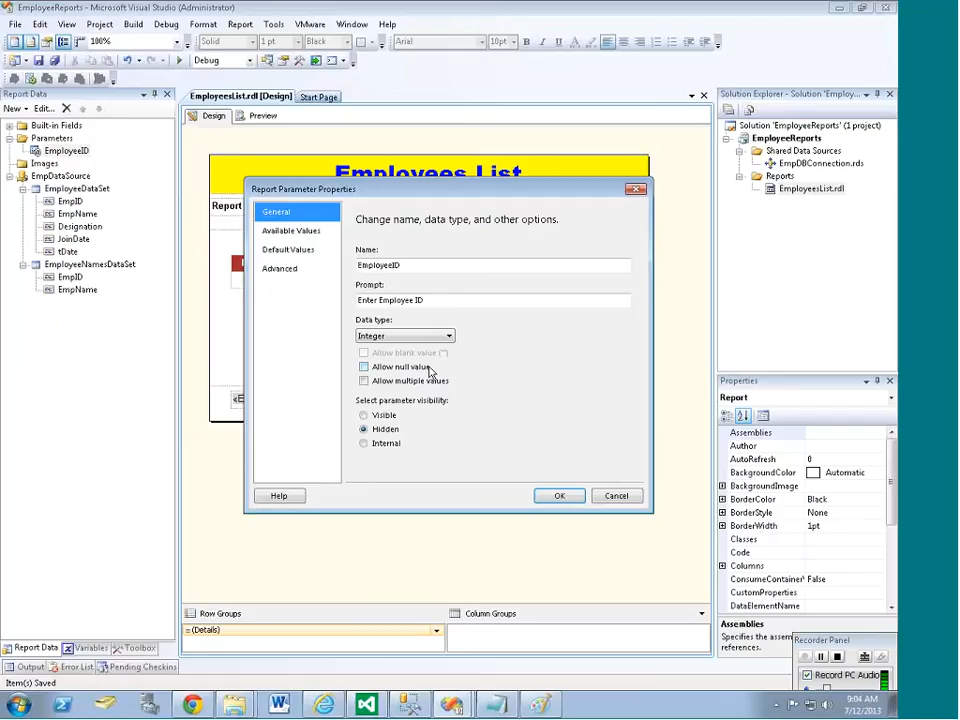 EmployeeReports - Microsoft Visual Studio (Administrator)
File Edit View Project Build Debug Format Report Tools VMware Window Help
100% Solid 1 pt Black Arial 10pt B I U A
Debug
Report Data
New Edit...
Built-in Fields
Parameters
EmployeeID
Images
EmpDataSource
EmployeeDataSet
EmpID
EmpName
Designation
JoinDate
tDate
EmployeeNamesDataSet
EmpID
EmpName
EmployeesList.rdl [Design] Start Page
Design Preview
Employees List
Report
Report Parameter Properties
General
Available Values
Default Values
Advanced
Change name, data type, and other options.
Name:
EmployeeID
Prompt:
Enter Employee ID
Data type:
Integer
Allow blank value ("")
Allow null value
Allow multiple values
Select parameter visibility:
Visible
Hidden
Internal
Help OK Cancel
Row Groups Column Groups
(Details)
Solution Explorer - Solution 'Employ...
Solution 'EmployeeReports' (1 project)
EmployeeReports
Shared Data Sources
EmpDBConnection.rds
Reports
EmployeesList.rdl
Properties
Report
Assemblies
Author
AutoRefresh 0
BackgroundColor Automatic
BackgroundImage
BorderColor Black
BorderStyle None
BorderWidth 1pt
Classes
Code
Columns
ConsumeContainer False
CustomProperties
DataElementName
Assemblies
Specifies the assem
references.
Recorder Panel
Record PC Audio
Report Data Variables Toolbox
Output Error List Pending Checkins
Item(s) Saved
9:04 AM
7/12/2013